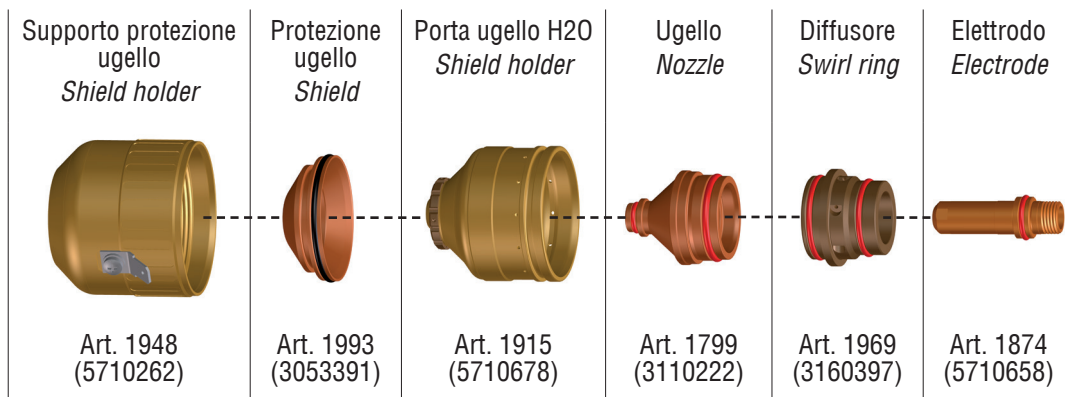 Supporto protezione
ugello
Shield holder
Protezione
ugello
Shield
Porta ugello H2O
Shield holder
Ugello
Nozzle
Diffusore
Swirl ring
Elettrodo
Electrode
Art. 1948
(5710262)
Art. 1993
(3053391)
Art. 1915
(5710678)
Art. 1799
(3110222)
Art. 1969
(3160397)
Art. 1874
(5710658)